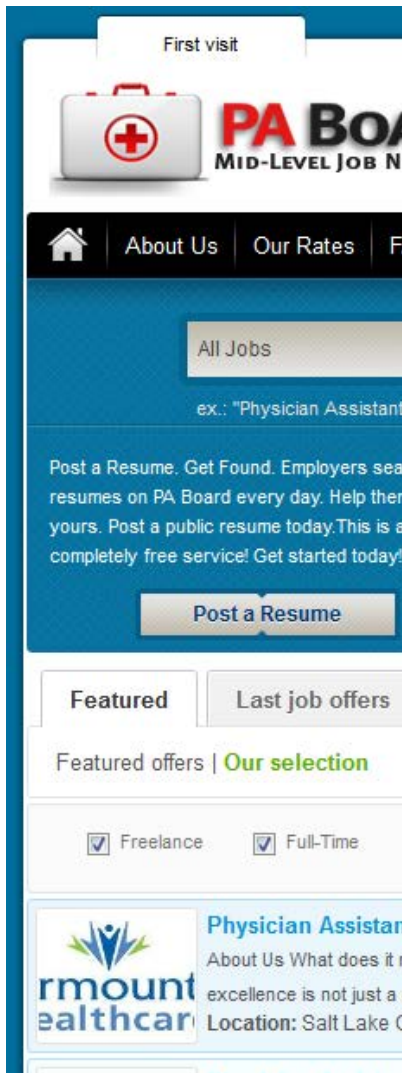 First visit
PA BOA
MID-LEVEL JOB N
About Us Our Rates F
All Jobs
ex.: "Physician Assistant
Post a Resume. Get Found. Employers sea
resumes on PA Board every day. Help then
yours. Post a public resume today.This is a
completely free service! Get started today!
Post a Resume
Featured Last job offers
Featured offers | Our selection
Freelance Full-Time
Physician Assistan
About Us What does it
excellence is not just a
Location: Salt Lake C
rmount
ealthcar